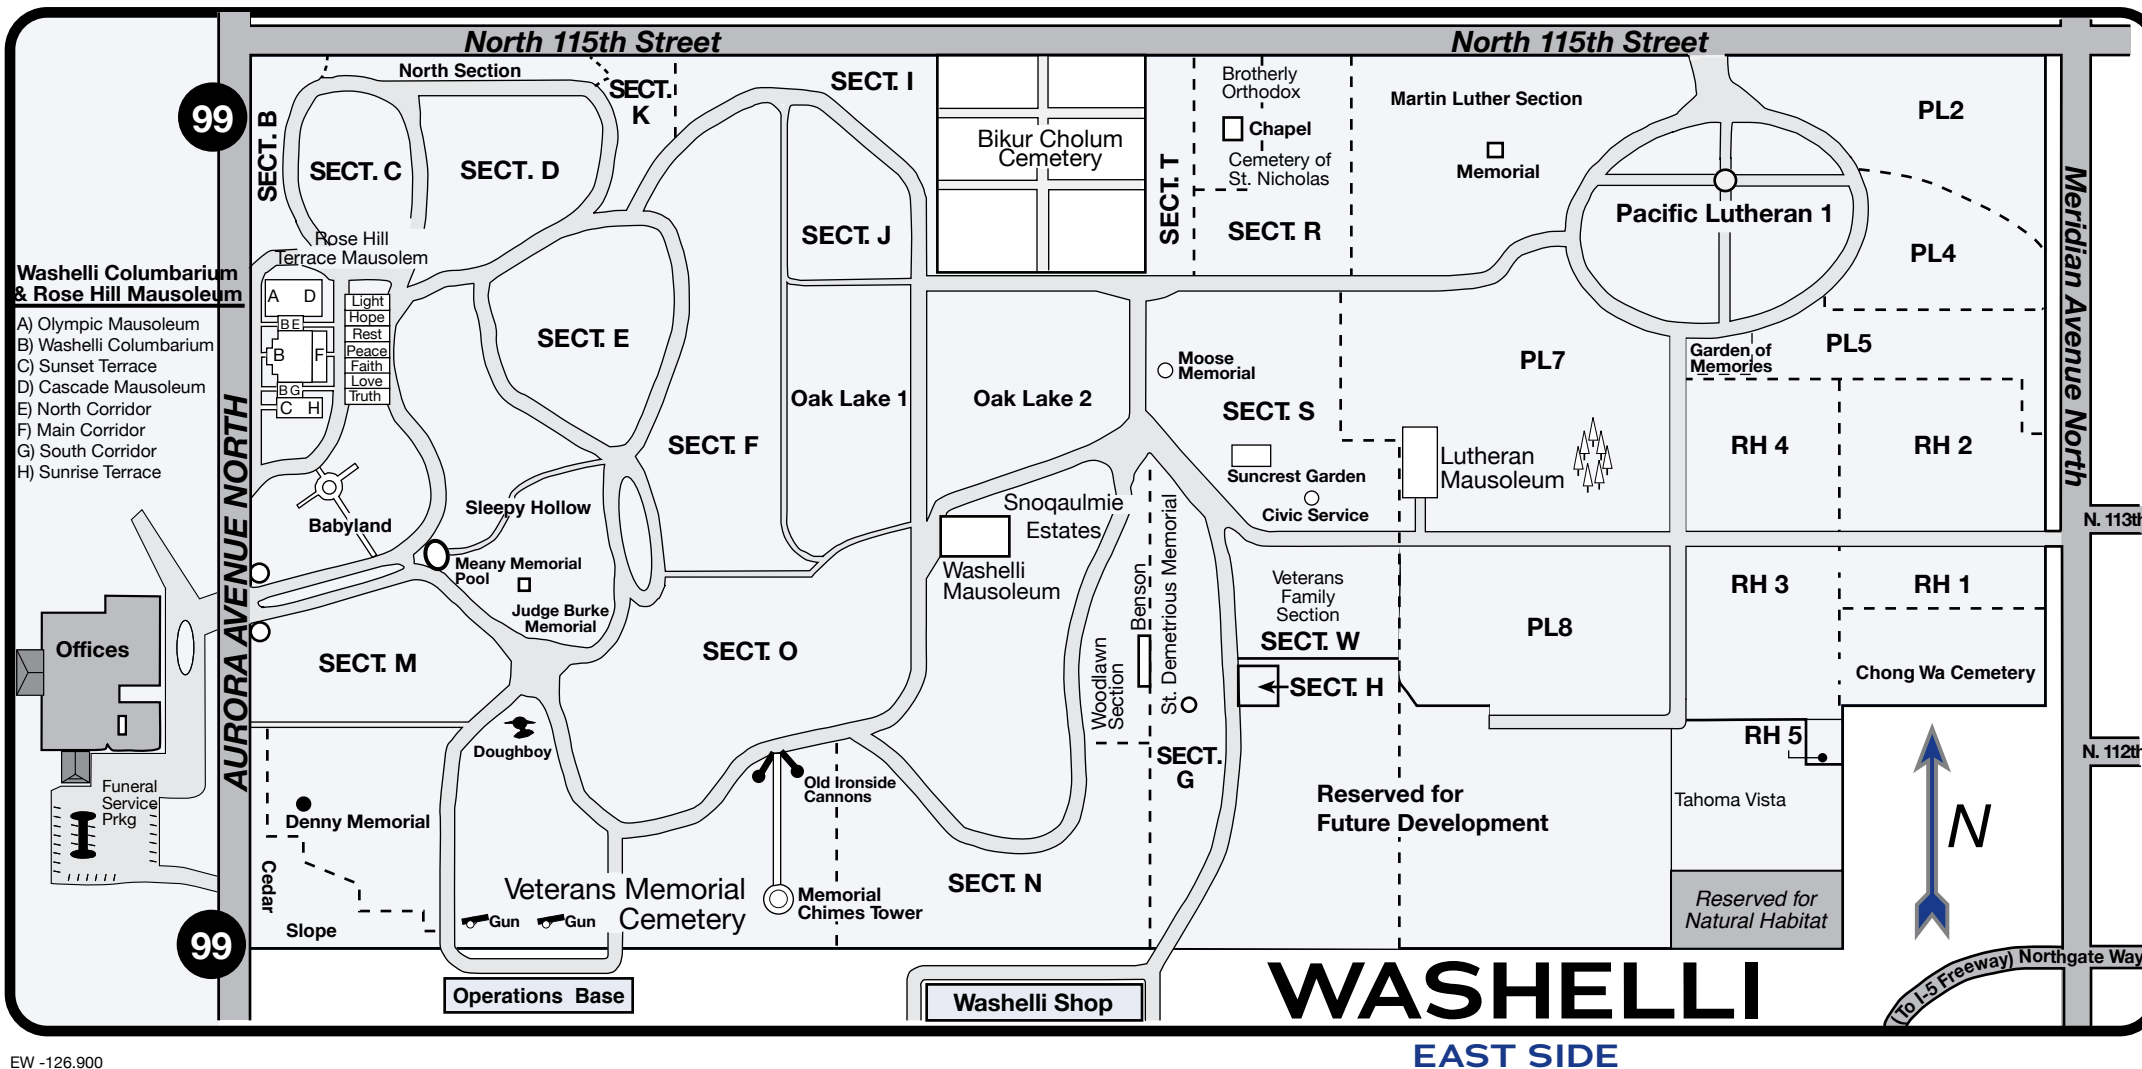 North 115th Street
North 115th Street
99
North Section
SECT. B
SECT. C
SECT. D
SECT.
K
SECT. I
Bikur Cholum
Cemetery
SECT. T
Brotherly
Orthodox
Chapel
Cemetery of
St. Nicholas
SECT. R
Martin Luther Section
Memorial
Pacific Lutheran 1
PL2
PL4
PL5
Meridian Avenue North
SECT. J
Rose Hill
Terrace Mausolem
Washelli Columbarium
& Rose Hill Mausoleum
A) Olympic Mausoleum
B) Washelli Columbarium
C) Sunset Terrace
D) Cascade Mausoleum
E) North Corridor
F) Main Corridor
G) South Corridor
H) Sunrise Terrace
A D
B E
B F
B G
C H
Light
Hope
Rest
Peace
Faith
Love
Truth
AURORA AVENUE NORTH
SECT. E
SECT. F
Oak Lake 1
Oak Lake 2
Moose
Memorial
SECT. S
Suncrest Garden
Civic Service
PL7
Lutheran
Mausoleum
Garden of
Memories
RH 4
RH 2
N. 113th
Babyland
Sleepy Hollow
Meany Memorial
Pool
Judge Burke
Memorial
Snoqaulmie
Estates
Washelli
Mausoleum
Benson
St. Demetrious Memorial
Woodlawn
Section
Veterans
Family
Section
SECT. W
SECT. H
PL8
RH 3
RH 1
Chong Wa Cemetery
Offices
SECT. M
SECT. O
Doughboy
SECT.
G
RH 5
N. 112th
Funeral
Service
Prkg
Denny Memorial
Old Ironside
Cannons
Reserved for
Future Development
Tahoma Vista
N
Cedar
Slope
Veterans Memorial
Cemetery
Gun
Gun
Memorial
Chimes Tower
SECT. N
Reserved for
Natural Habitat
99
Operations Base
Washelli Shop
WASHELLI
EAST SIDE
(To I-5 Freeway) Northgate Way
EW -126.900